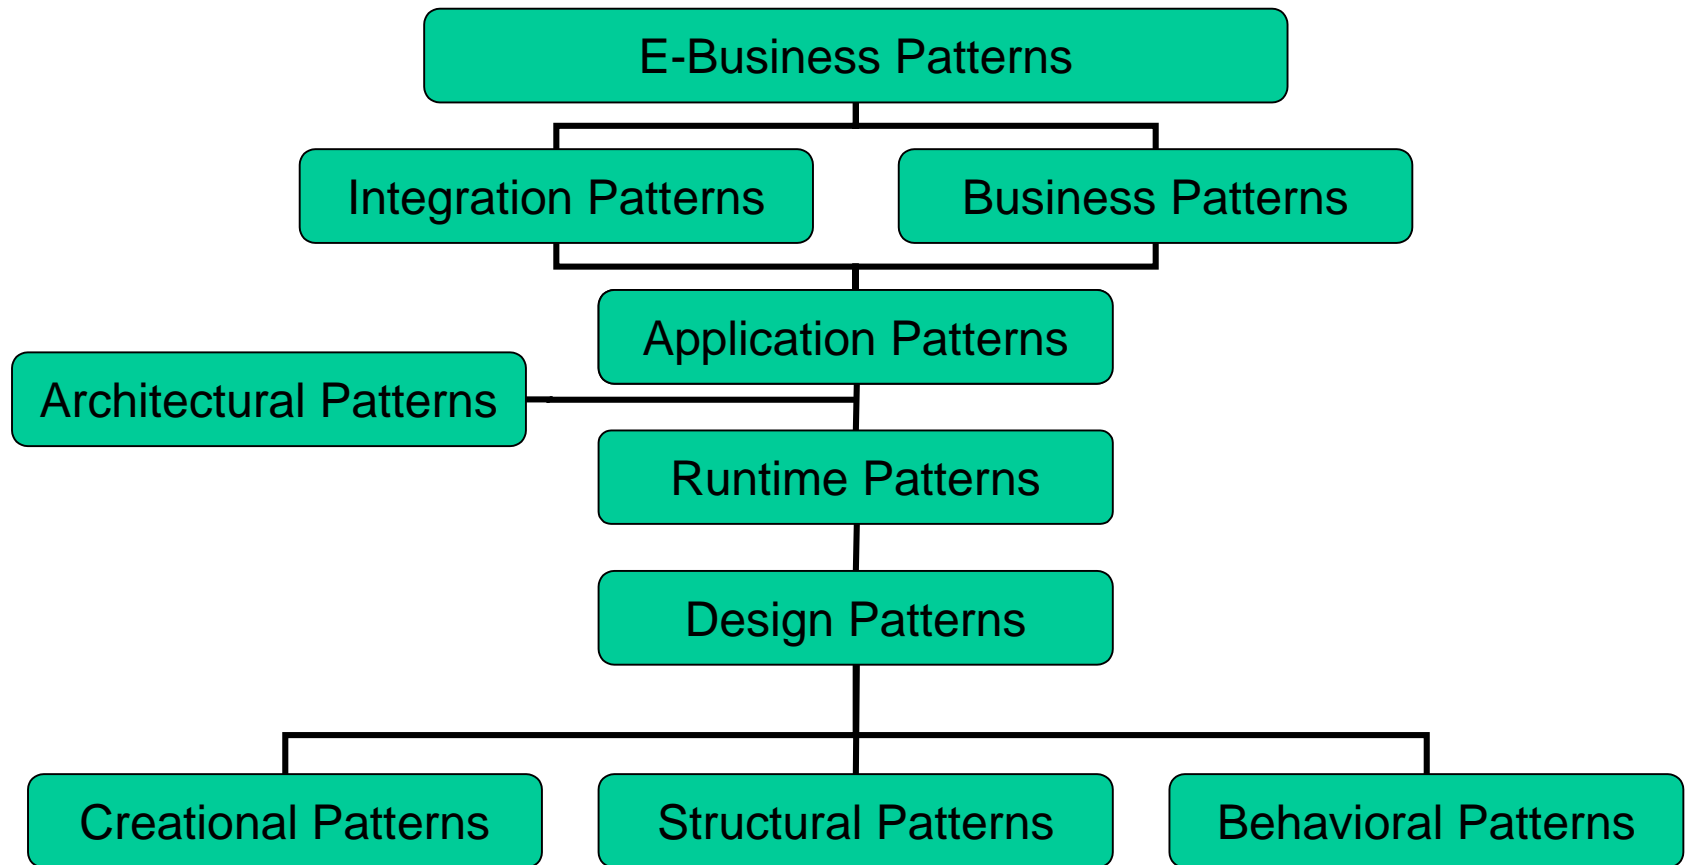 E-Business Patterns
Integration Patterns
Business Patterns
Application Patterns
Architectural Patterns
Runtime Patterns
Design Patterns
Creational Patterns
Structural Patterns
Behavioral Patterns